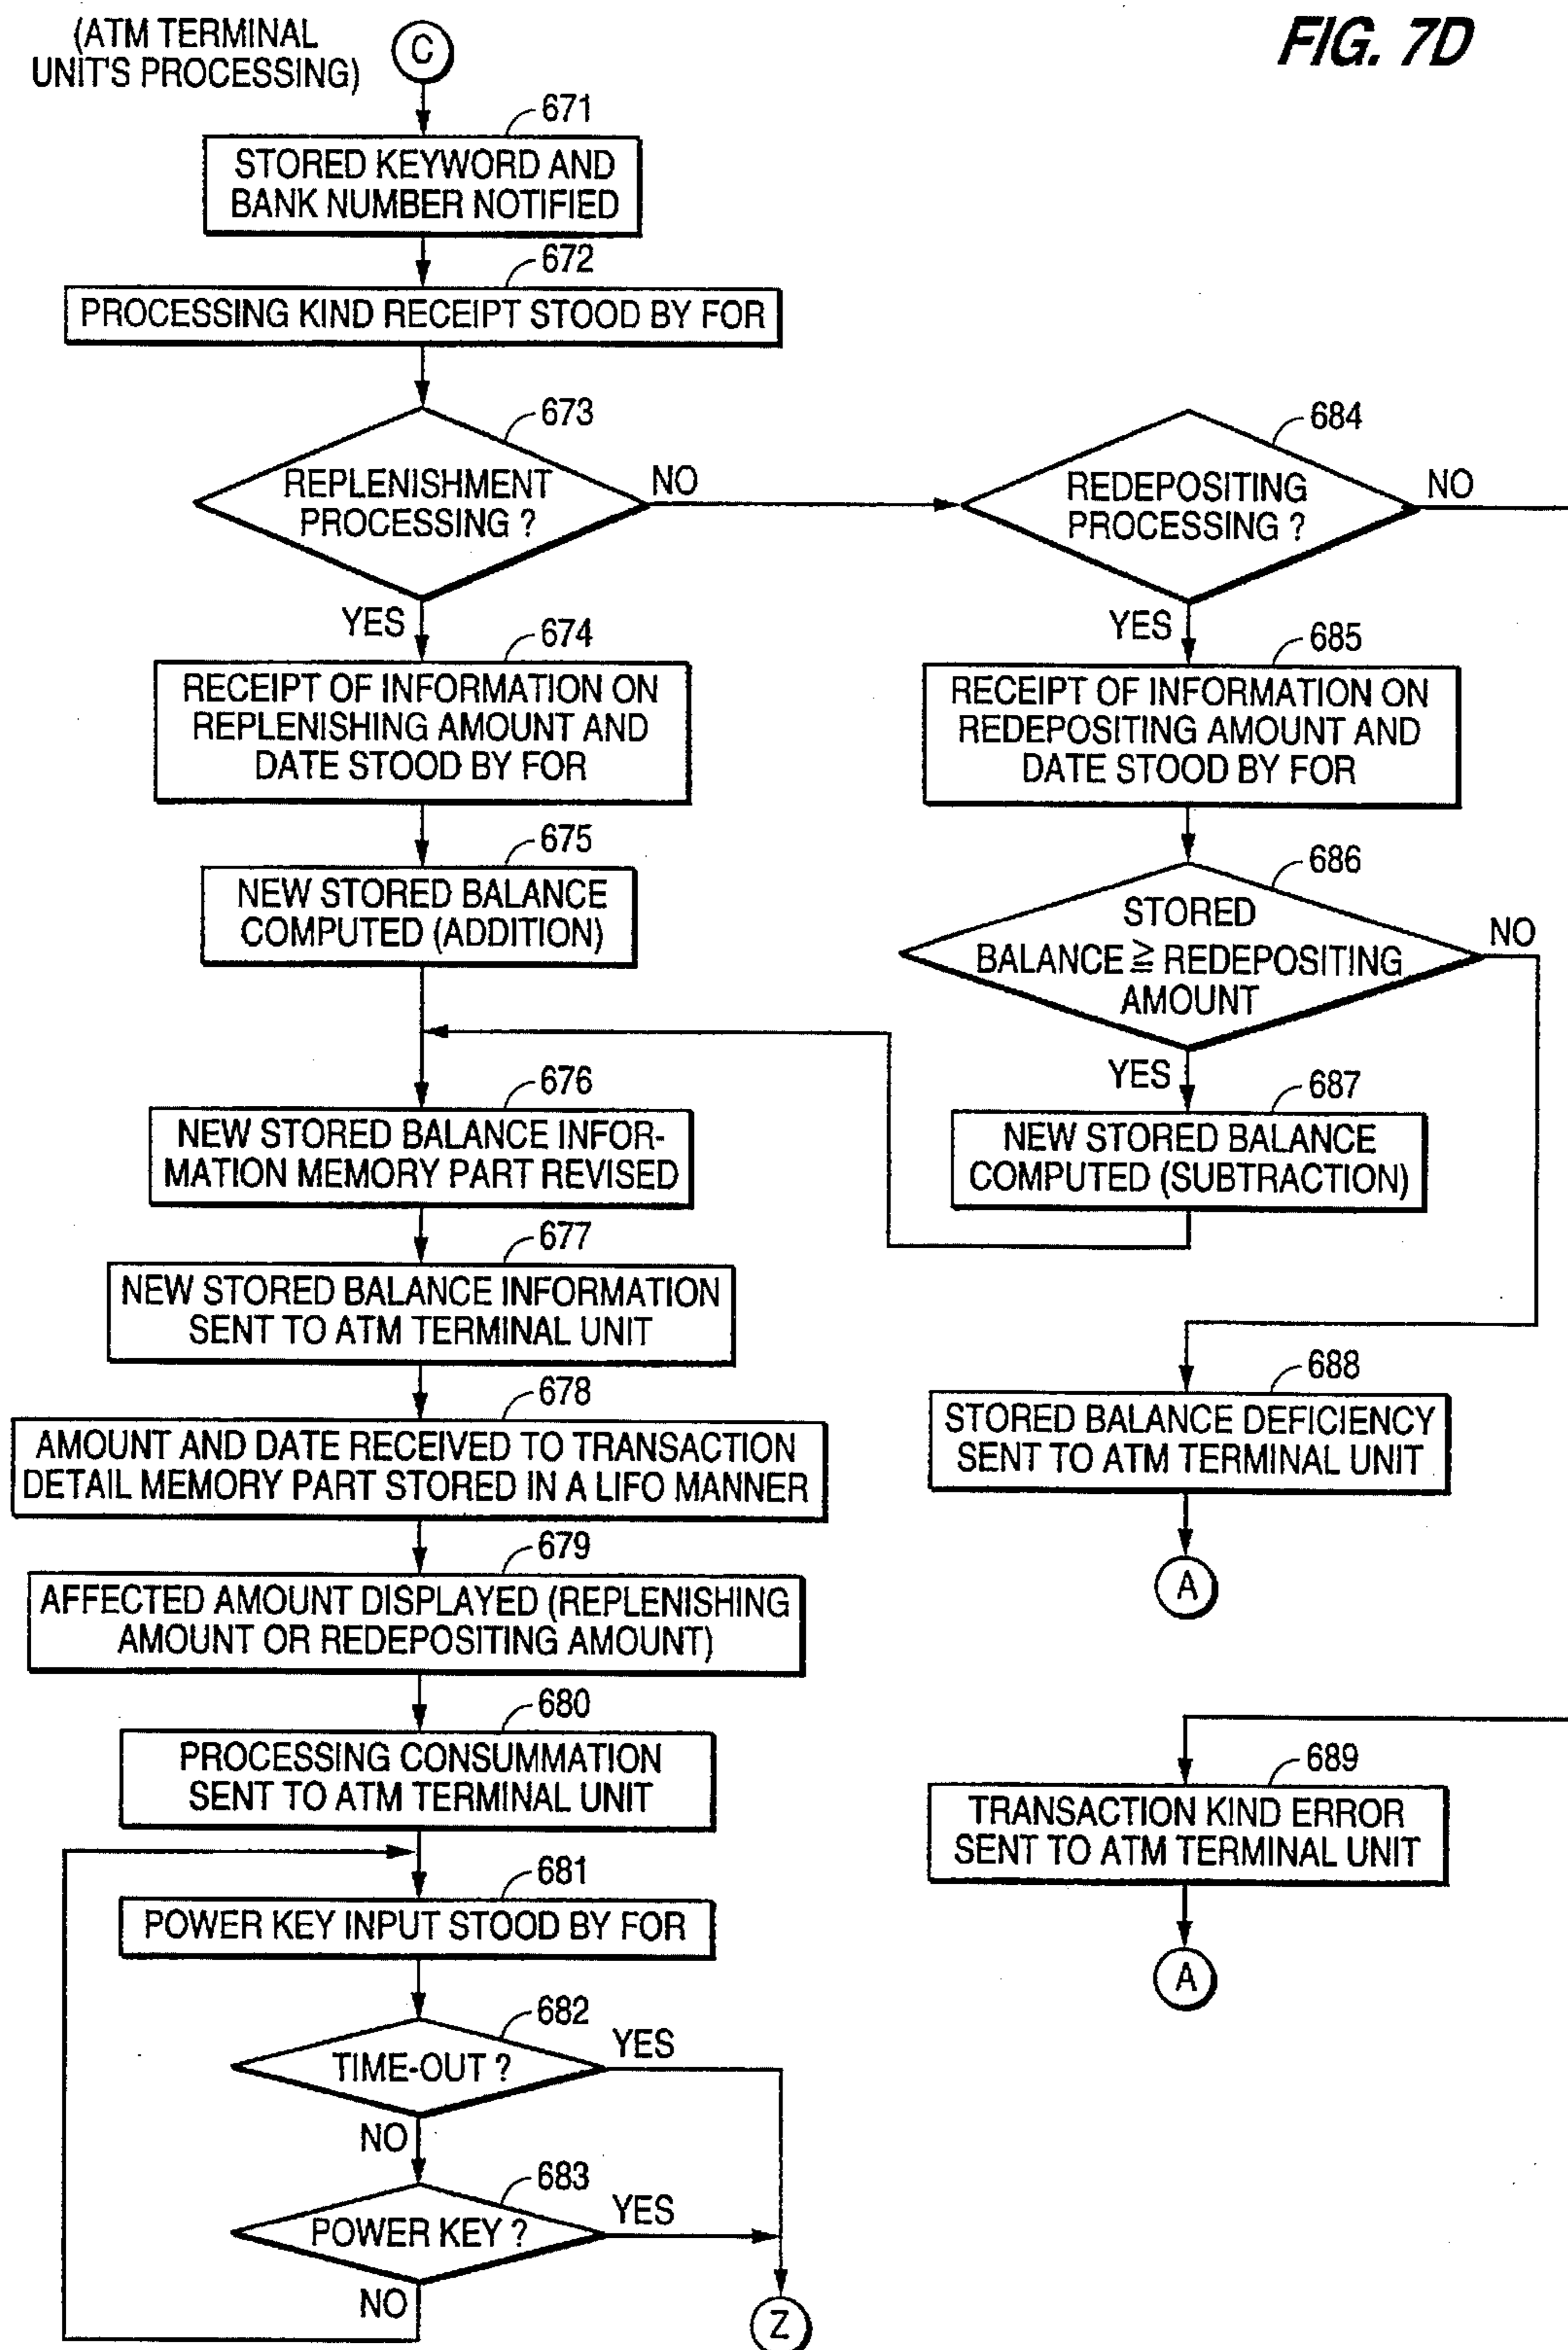 (ATM TERMINAL
UNIT'S PROCESSING)
C
FIG. 7D
671
STORED KEYWORD AND
BANK NUMBER NOTIFIED
672
PROCESSING KIND RECEIPT STOOD BY FOR
673
REPLENISHMENT
PROCESSING ?
NO
YES
684
REDEPOSITING
PROCESSING ?
NO
YES
674
RECEIPT OF INFORMATION ON
REPLENISHING AMOUNT AND
DATE STOOD BY FOR
685
RECEIPT OF INFORMATION ON
REDEPOSITING AMOUNT AND
DATE STOOD BY FOR
675
NEW STORED BALANCE
COMPUTED (ADDITION)
686
STORED
BALANCE ≧ REDEPOSITING
AMOUNT
NO
YES
676
NEW STORED BALANCE INFOR-
MATION MEMORY PART REVISED
687
NEW STORED BALANCE
COMPUTED (SUBTRACTION)
677
NEW STORED BALANCE INFORMATION
SENT TO ATM TERMINAL UNIT
688
STORED BALANCE DEFICIENCY
SENT TO ATM TERMINAL UNIT
A
678
AMOUNT AND DATE RECEIVED TO TRANSACTION
DETAIL MEMORY PART STORED IN A LIFO MANNER
679
AFFECTED AMOUNT DISPLAYED (REPLENISHING
AMOUNT OR REDEPOSITING AMOUNT)
680
PROCESSING CONSUMMATION
SENT TO ATM TERMINAL UNIT
689
TRANSACTION KIND ERROR
SENT TO ATM TERMINAL UNIT
A
681
POWER KEY INPUT STOOD BY FOR
682
TIME-OUT ?
YES
NO
683
POWER KEY ?
YES
NO
Z